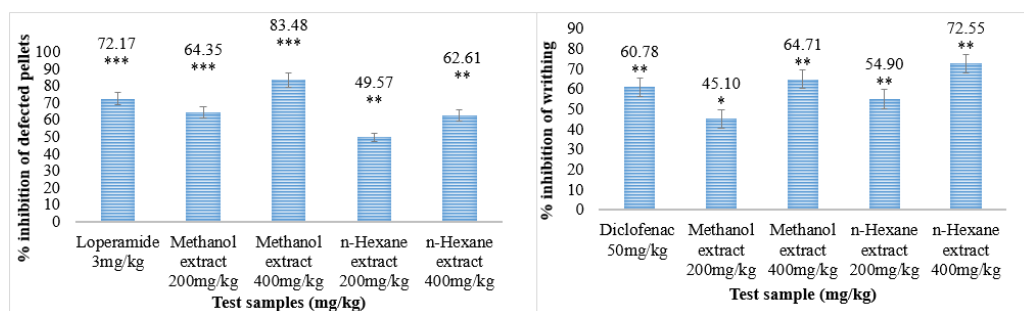 % inhibition of defected pellets
100
90
80
70
60
50
40
30
20
10
0
72.17
***
64.35
***
83.48
***
49.57
**
62.61
**
Loperamide
3mg/kg
Methanol
extract
200mg/kg
Methanol
extract
400mg/kg
n-Hexane
extract
200mg/kg
n-Hexane
extract
400mg/kg
Test samples (mg/kg)
% inhibition of writhing
90
80
70
60
50
40
30
20
10
0
60.78
**
45.10
*
64.71
**
54.90
**
72.55
**
Diclofenac
50mg/kg
Methanol
extract
200mg/kg
Methanol
extract
400mg/kg
n-Hexane
extract
200mg/kg
n-Hexane
extract
400mg/kg
Test sample (mg/kg)